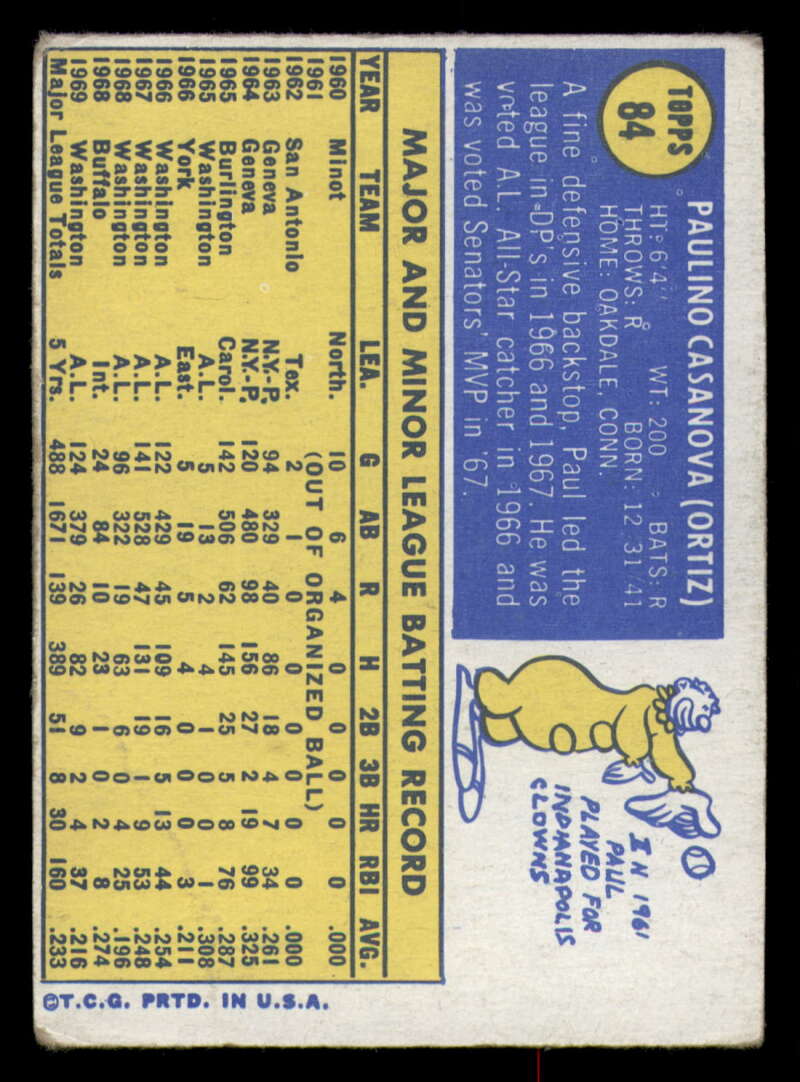 TOPPS
84
PAULINO CASANOVA (ORTIZ)
HT: 6'4" WT: 200 BATS: R
THROWS: R BORN: 12/31/41
HOME: OAKDALE, CONN.
A fine defensive backstop, Paul led the
league in DP's in 1966 and 1967. He was
voted A.L. All-Star catcher in 1966 and
was voted Senators' MVP in '67.
IN 1961
PAUL
PLAYED FOR
INDIANAPOLIS
CLOWNS
MAJOR AND MINOR LEAGUE BATTING RECORD
YEAR TEAM LEA. G AB R H 2B 3B HR RBI AVG.
1960 Minot North. 10 6 4 0 0 0 0 0 .000
1961 (OUT OF ORGANIZED BALL)
1962 San Antonio Tex. 2 1 0 0 0 0 0 0 .000
1963 Geneva N.Y.-P. 94 329 40 86 18 4 7 34 .261
1964 Geneva N.Y.-P. 120 480 98 156 27 2 19 99 .325
1965 Burlington Carol. 142 506 62 145 25 5 8 76 .287
1965 Washington A.L. 5 13 2 4 1 0 0 1 .308
1966 York East. 5 19 5 4 0 0 0 3 .211
1966 Washington A.L. 122 429 45 109 16 5 13 44 .254
1967 Washington A.L. 141 528 47 131 19 1 9 53 .248
1968 Washington A.L. 96 322 19 63 6 0 4 25 .196
1968 Buffalo Int. 24 84 10 23 1 0 2 8 .274
1969 Washington A.L. 124 379 26 82 9 2 4 37 .216
Major League Totals 5 Yrs. 488 1671 139 389 51 8 30 160 .233
©T.C.G. PRTD. IN U.S.A.